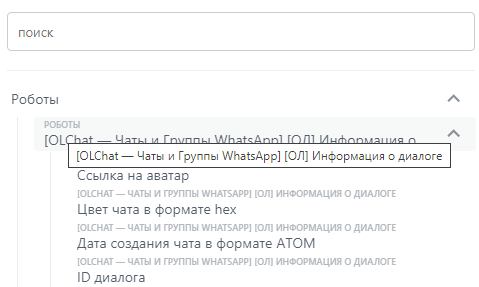 поиск
Роботы
РОБОТЫ
[OLChat — Чаты и Группы WhatsApp] [ОЛ] Информация о
[OLChat — Чаты и Группы WhatsApp] [ОЛ] Информация о диалоге
Ссылка на аватар
[OLCHAT — ЧАТЫ И ГРУППЫ WHATSAPP] [ОЛ] ИНФОРМАЦИЯ О ДИАЛОГЕ
Цвет чата в формате hex
[OLCHAT — ЧАТЫ И ГРУППЫ WHATSAPP] [ОЛ] ИНФОРМАЦИЯ О ДИАЛОГЕ
Дата создания чата в формате ATOM
[OLCHAT — ЧАТЫ И ГРУППЫ WHATSAPP] [ОЛ] ИНФОРМАЦИЯ О ДИАЛОГЕ
ID диалога